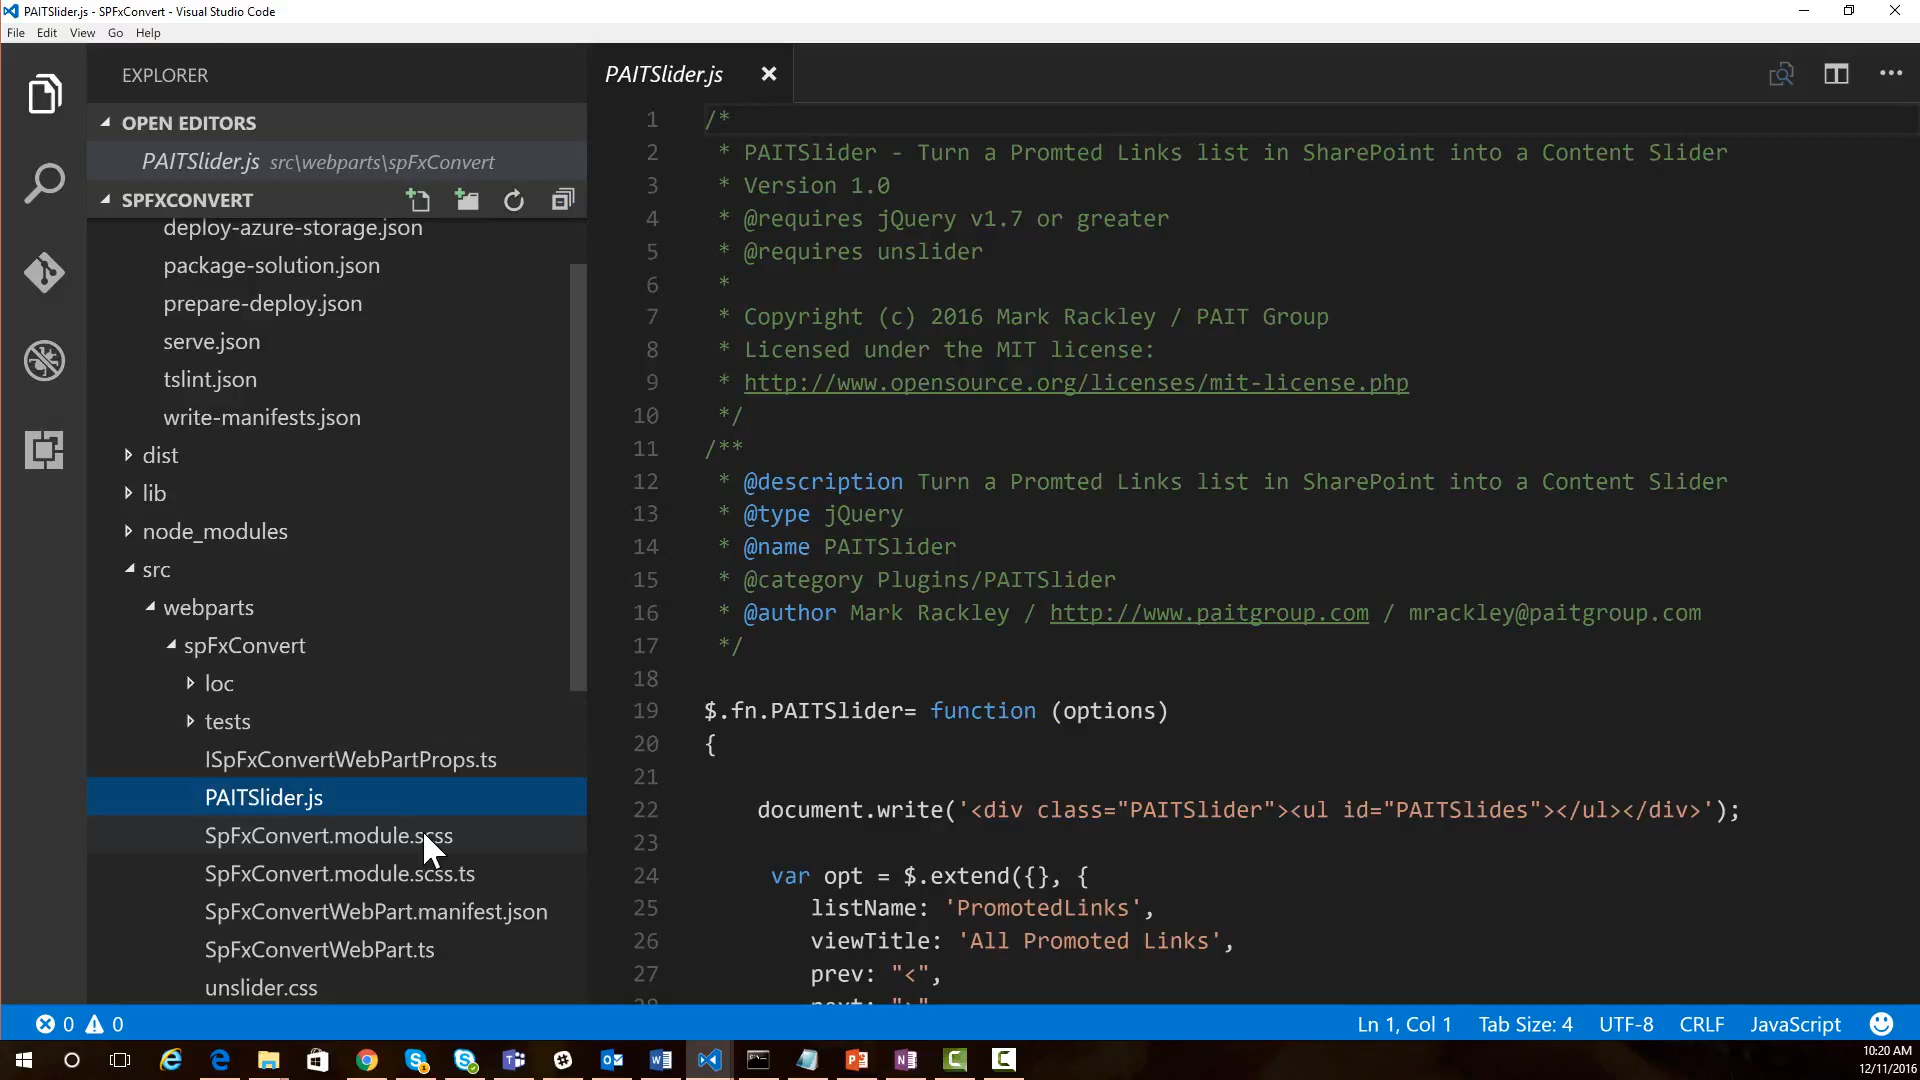 PAITSlider.js - SPFxConvert - Visual Studio Code
File Edit View Go Help
EXPLORER
OPEN EDITORS
PAITSlider.js src\webparts\spFxConvert
SPFXCONVERT
deploy-azure-storage.json
package-solution.json
prepare-deploy.json
serve.json
tslint.json
write-manifests.json
dist
lib
node_modules
src
webparts
spFxConvert
loc
tests
ISpFxConvertWebPartProps.ts
PAITSlider.js
SpFxConvert.module.scss
SpFxConvert.module.scss.ts
SpFxConvertWebPart.manifest.json
SpFxConvertWebPart.ts
unslider.css
PAITSlider.js
1 /*
2 * PAITSlider - Turn a Promted Links list in SharePoint into a Content Slider
3 * Version 1.0
4 * @requires jQuery v1.7 or greater
5 * @requires unslider
6 *
7 * Copyright (c) 2016 Mark Rackley / PAIT Group
8 * Licensed under the MIT license:
9 * http://www.opensource.org/licenses/mit-license.php
10 */
11 /**
12 * @description Turn a Promted Links list in SharePoint into a Content Slider
13 * @type jQuery
14 * @name PAITSlider
15 * @category Plugins/PAITSlider
16 * @author Mark Rackley / http://www.paitgroup.com / mrackley@paitgroup.com
17 */
18
19 $.fn.PAITSlider= function (options)
20 {
21
22 document.write('<div class="PAITSlider"><ul id="PAITSlides"></ul></div>');
23
24 var opt = $.extend({}, {
25 listName: 'PromotedLinks',
26 viewTitle: 'All Promoted Links',
27 prev: "<",
28 next: ">"
0 0
Ln 1, Col 1 Tab Size: 4 UTF-8 CRLF JavaScript
10:20 AM
12/11/2016